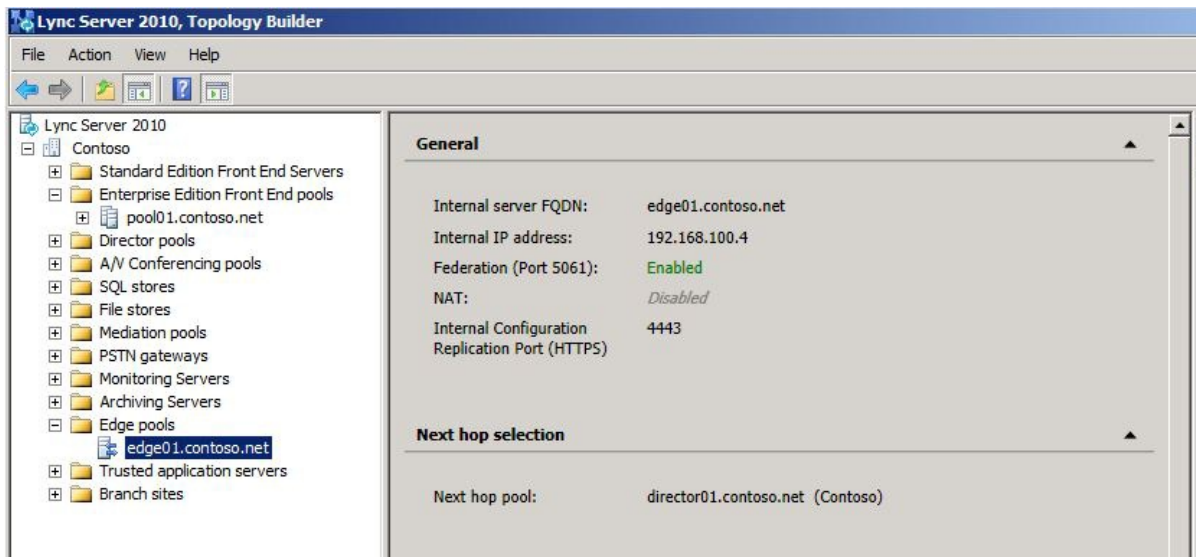 Lync Server 2010, Topology Builder
File Action View Help
Lync Server 2010
Contoso
Standard Edition Front End Servers
Enterprise Edition Front End pools
pool01.contoso.net
Director pools
A/V Conferencing pools
SQL stores
File stores
Mediation pools
PSTN gateways
Monitoring Servers
Archiving Servers
Edge pools
edge01.contoso.net
Trusted application servers
Branch sites
General
Internal server FQDN: edge01.contoso.net
Internal IP address: 192.168.100.4
Federation (Port 5061): Enabled
NAT: Disabled
Internal Configuration 4443
Replication Port (HTTPS)
Next hop selection
Next hop pool: director01.contoso.net (Contoso)